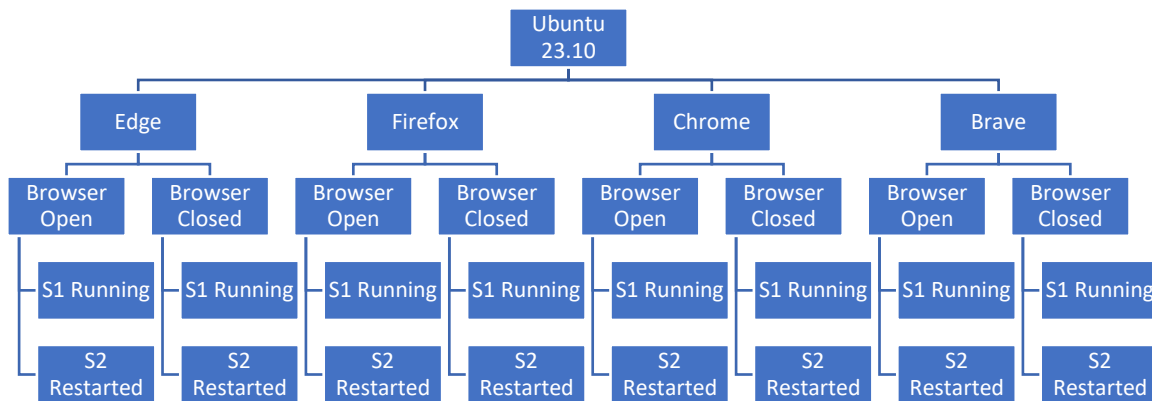 Ubuntu
23.10
Edge
Firefox
Chrome
Brave
Browser
Open
Browser
Closed
Browser
Open
Browser
Closed
Browser
Open
Browser
Closed
Browser
Open
Browser
Closed
S1 Running
S1 Running
S1 Running
S1 Running
S1 Running
S1 Running
S1 Running
S1 Running
S2
Restarted
S2
Restarted
S2
Restarted
S2
Restarted
S2
Restarted
S2
Restarted
S2
Restarted
S2
Restarted